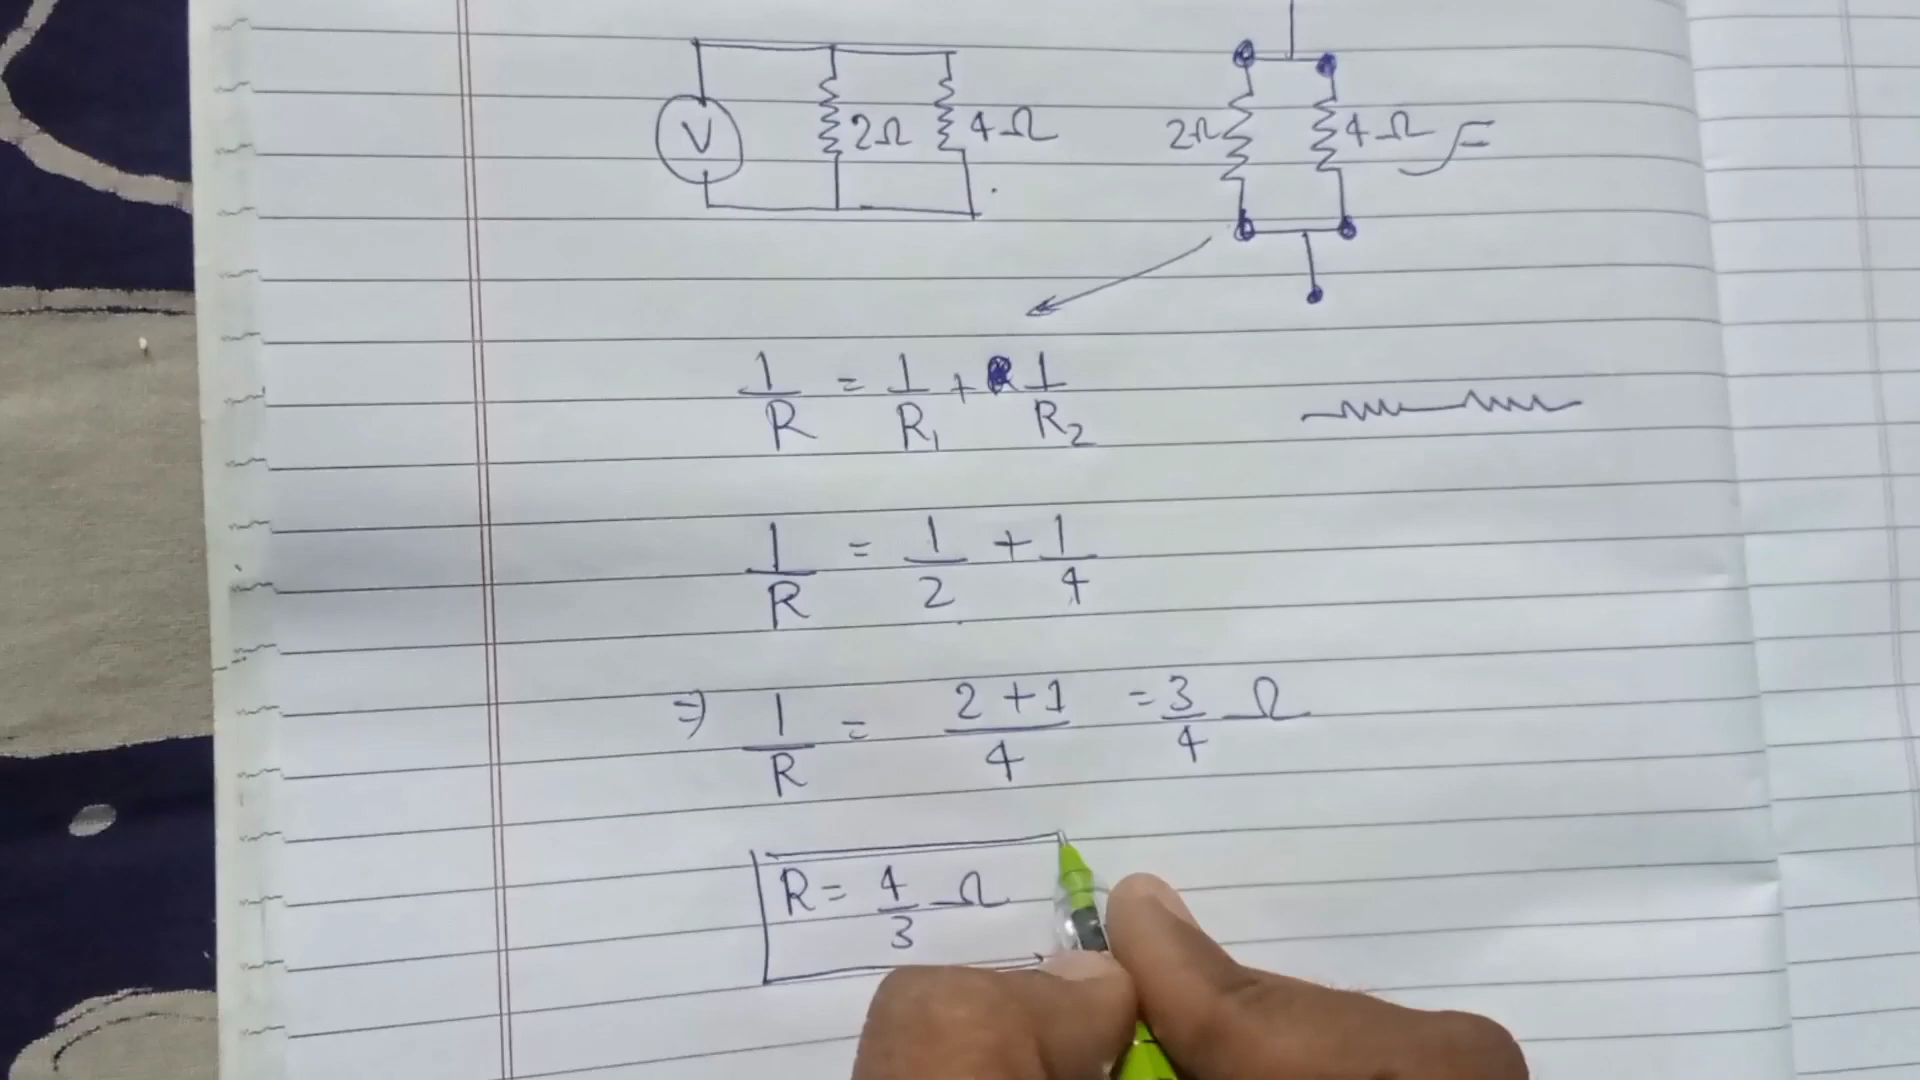 V 2Ω 4Ω 2Ω 4Ω
1/R = 1/R₁ + 1/R₂
1/R = 1/2 + 1/4
⇒ 1/R = 2+1/4 = 3/4 Ω
R = 4/3 Ω